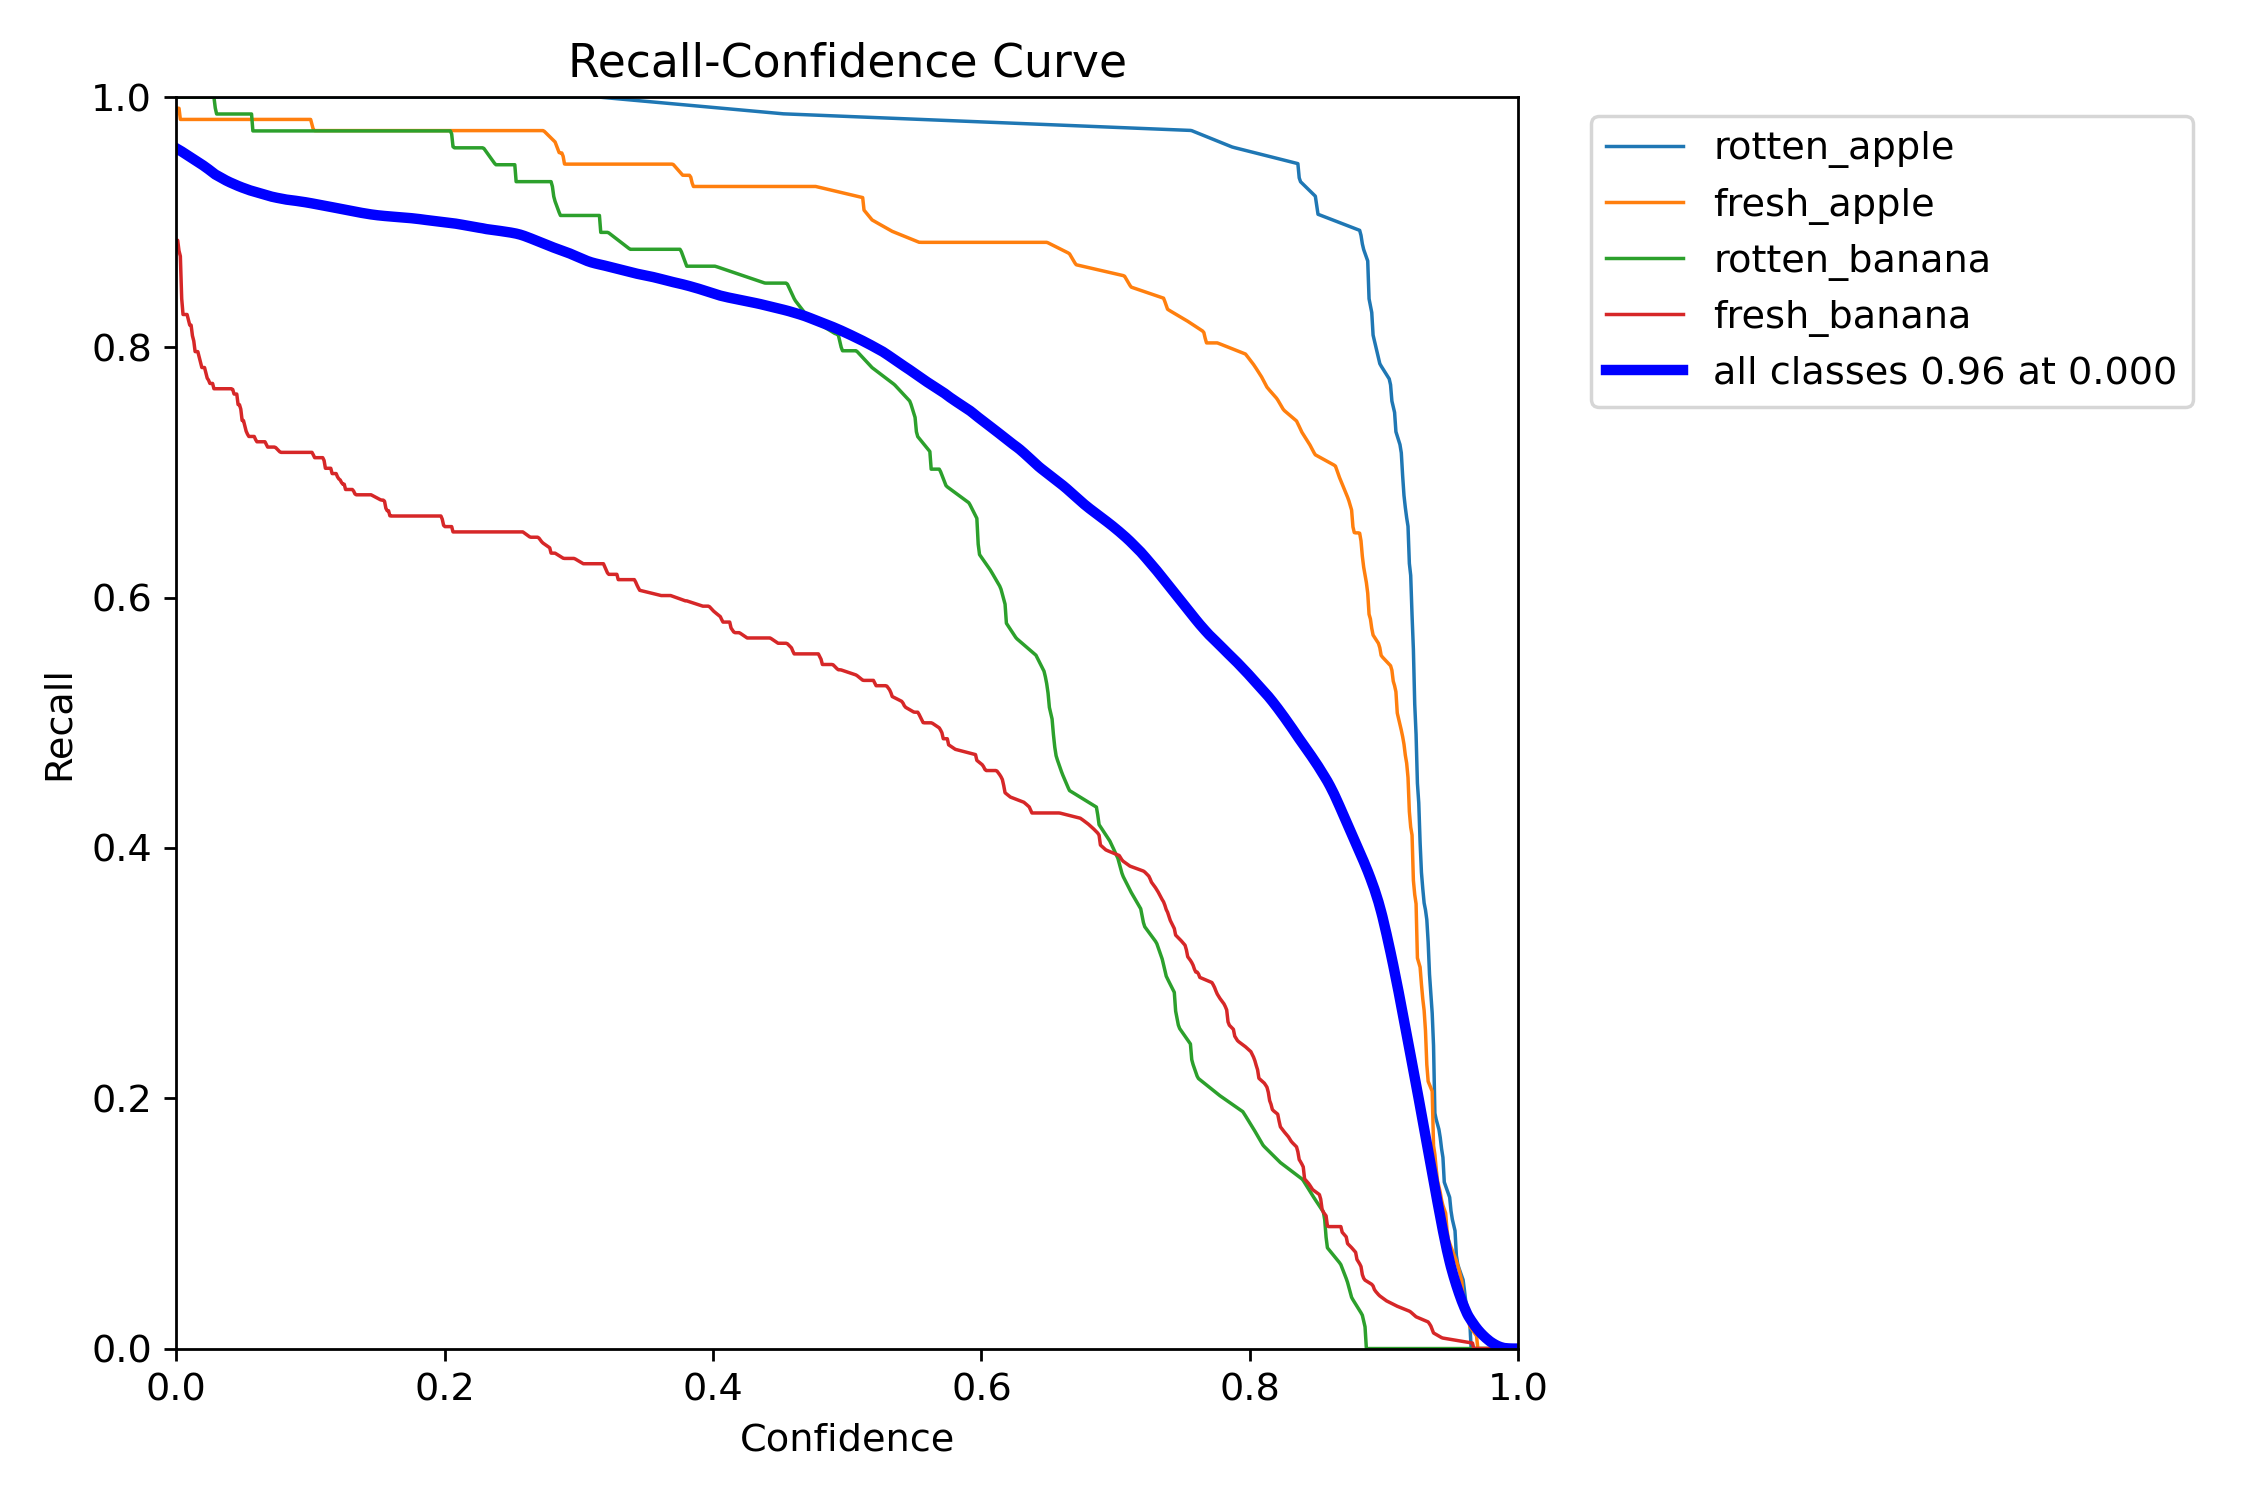 Recall-Confidence Curve
1.0
0.8
0.6
0.4
0.2
0.0
Recall
0.0 0.2 0.4 0.6 0.8 1.0
Confidence
rotten_apple
fresh_apple
rotten_banana
fresh_banana
all classes 0.96 at 0.000